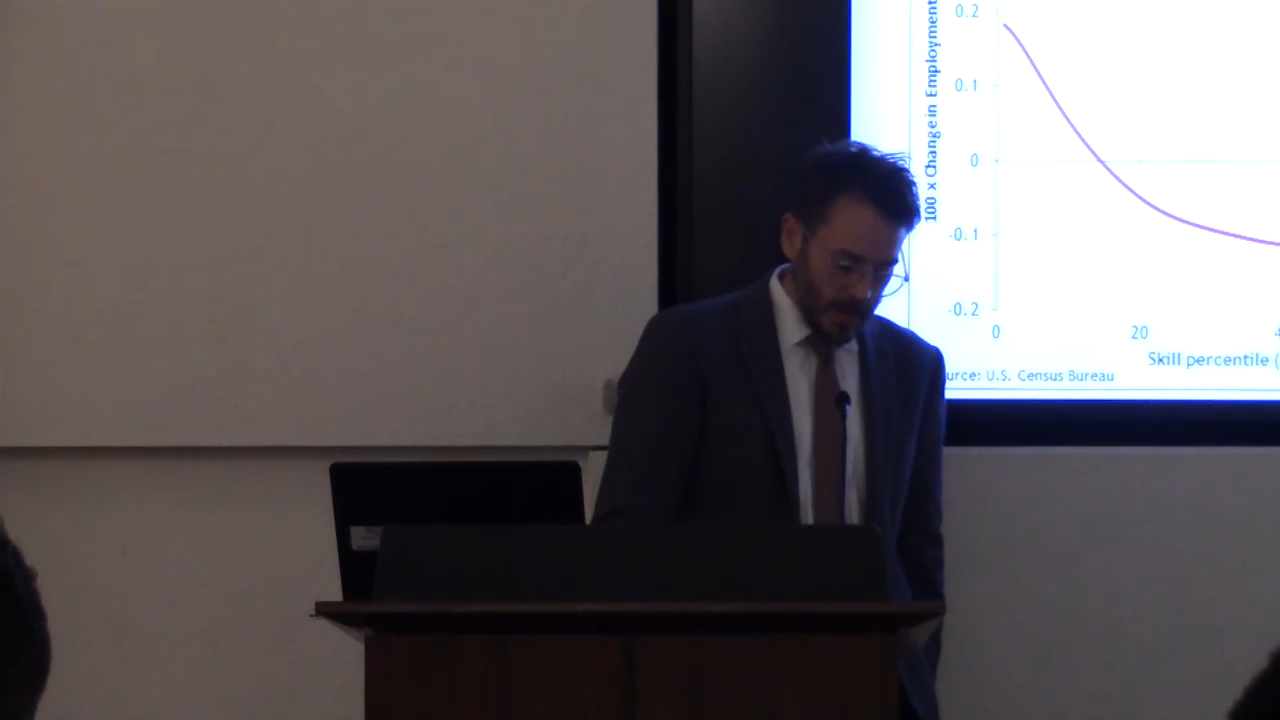 100 x Change in Employment
0.2
0.1
0
-0.1
-0.2
0
20
Skill percentile (
U.S. Census Bureau